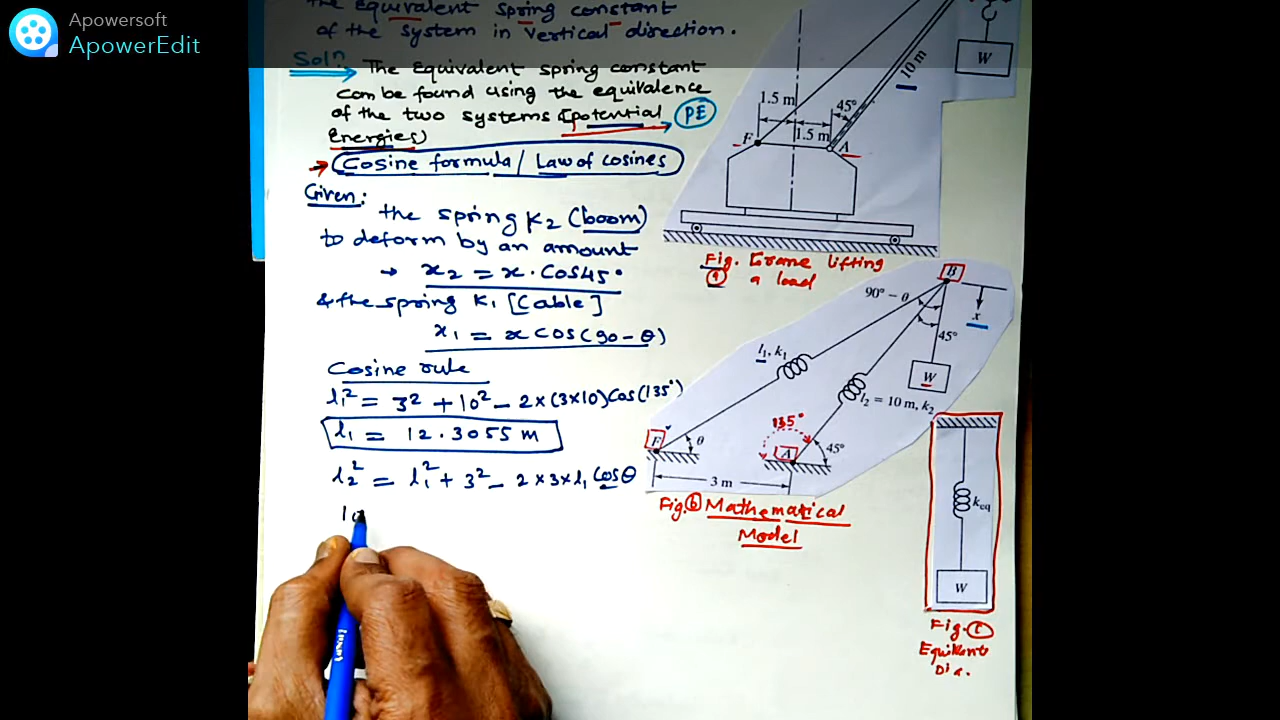 Apowersoft
ApowerEdit
the equivalent spring constant
of the system in vertical direction.
Solⁿ The equivalent spring constant
can be found using the equivalence
of the two systems (potential PE
Energies)
Cosine formula / Law of cosines
Given:
the spring K₂ (boom)
to deform by an amount
→ x₂ = x · Cos45°
& the spring K₁ [Cable]
x₁ = x cos(90 - θ)
Cosine rule
l₁² = 3² + 10² - 2×(3×10) Cos(135°)
l₁ = 12.3055 m
l₂² = l₁² + 3² - 2×3×l₁ cosθ
10
W
10 m
1.5 m
45°
1.5 m
F
A
Fig. Crane lifting
a a load
B
90° − θ
x
45°
l₁, k₁
W
l₂ = 10 m, k₂
135°
F
θ
A
45°
3 m
Fig. b Mathematical
Model
k_eq
W
Fig. c
Equilent
Dia.